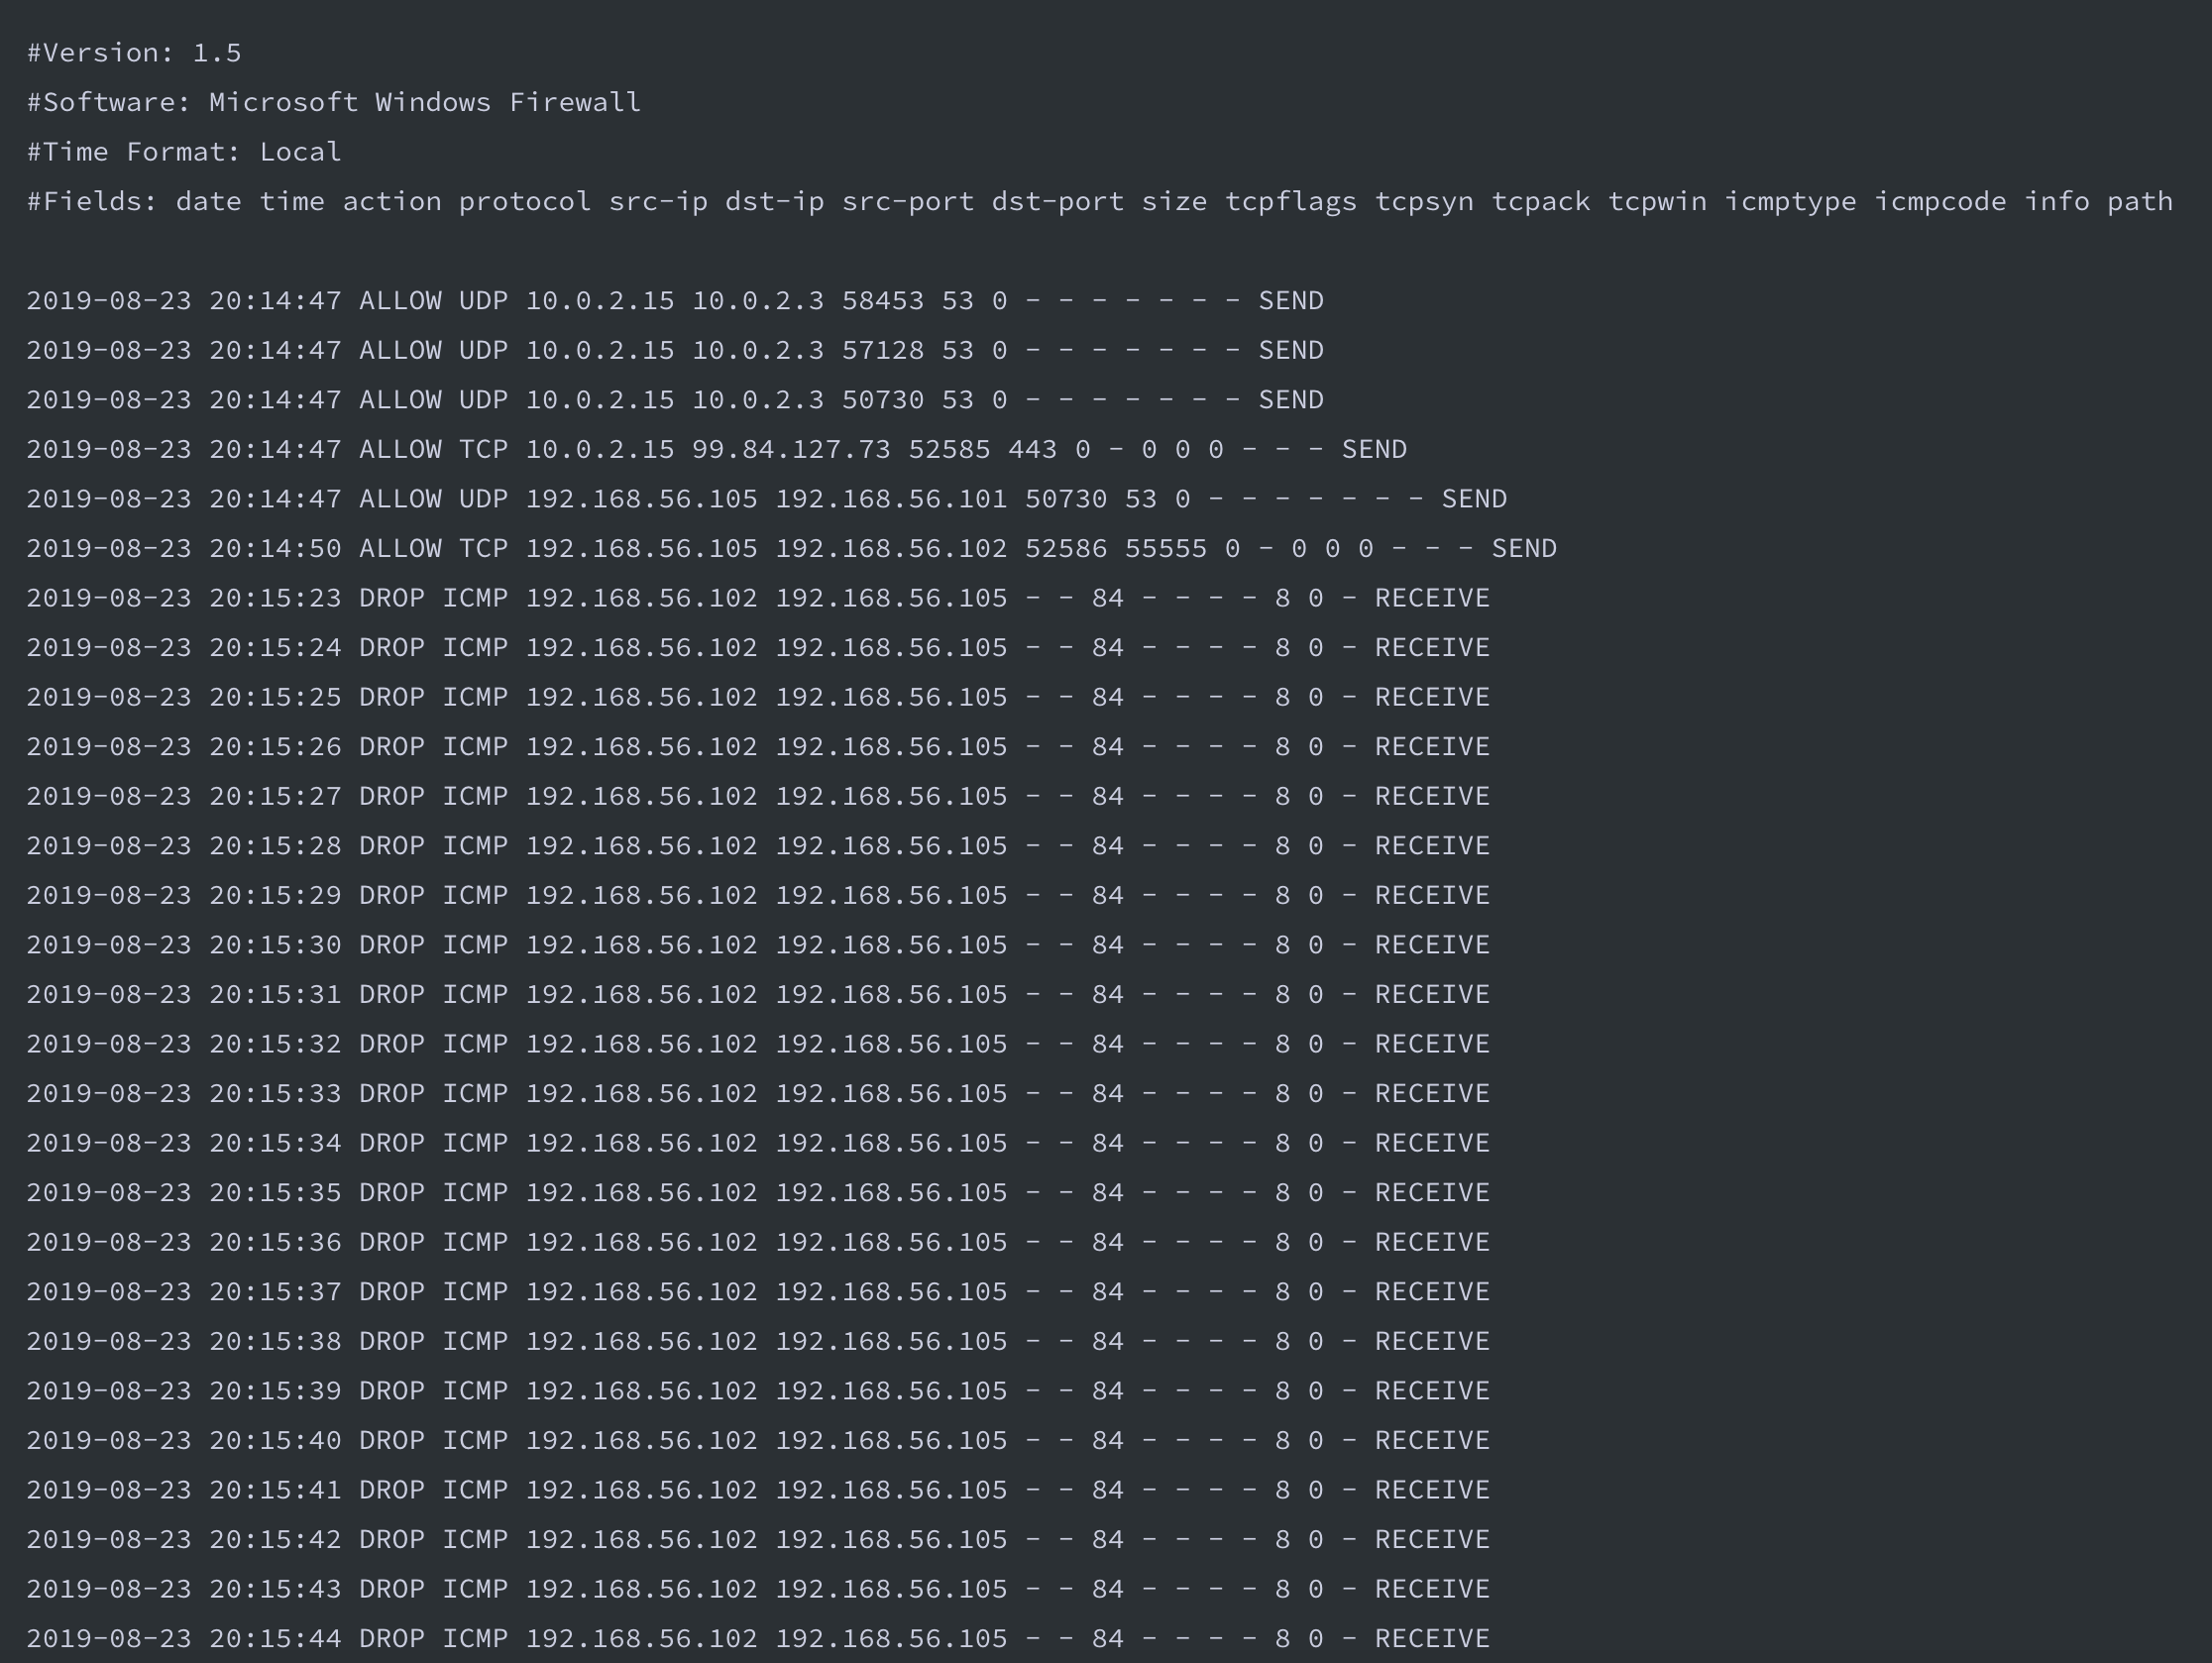 #Version: 1.5
#Software: Microsoft Windows Firewall
#Time Format: Local
#Fields: date time action protocol src-ip dst-ip src-port dst-port size tcpflags tcpsyn tcpack tcpwin icmptype icmpcode info path
2019-08-23 20:14:47 ALLOW UDP 10.0.2.15 10.0.2.3 58453 53 0 - - - - - - - SEND
2019-08-23 20:14:47 ALLOW UDP 10.0.2.15 10.0.2.3 57128 53 0 - - - - - - - SEND
2019-08-23 20:14:47 ALLOW UDP 10.0.2.15 10.0.2.3 50730 53 0 - - - - - - - SEND
2019-08-23 20:14:47 ALLOW TCP 10.0.2.15 99.84.127.73 52585 443 0 - 0 0 0 - - - SEND
2019-08-23 20:14:47 ALLOW UDP 192.168.56.105 192.168.56.101 50730 53 0 - - - - - - - SEND
2019-08-23 20:14:50 ALLOW TCP 192.168.56.105 192.168.56.102 52586 55555 0 - 0 0 0 - - - SEND
2019-08-23 20:15:23 DROP ICMP 192.168.56.102 192.168.56.105 - - 84 - - - - 8 0 - RECEIVE
2019-08-23 20:15:24 DROP ICMP 192.168.56.102 192.168.56.105 - - 84 - - - - 8 0 - RECEIVE
2019-08-23 20:15:25 DROP ICMP 192.168.56.102 192.168.56.105 - - 84 - - - - 8 0 - RECEIVE
2019-08-23 20:15:26 DROP ICMP 192.168.56.102 192.168.56.105 - - 84 - - - - 8 0 - RECEIVE
2019-08-23 20:15:27 DROP ICMP 192.168.56.102 192.168.56.105 - - 84 - - - - 8 0 - RECEIVE
2019-08-23 20:15:28 DROP ICMP 192.168.56.102 192.168.56.105 - - 84 - - - - 8 0 - RECEIVE
2019-08-23 20:15:29 DROP ICMP 192.168.56.102 192.168.56.105 - - 84 - - - - 8 0 - RECEIVE
2019-08-23 20:15:30 DROP ICMP 192.168.56.102 192.168.56.105 - - 84 - - - - 8 0 - RECEIVE
2019-08-23 20:15:31 DROP ICMP 192.168.56.102 192.168.56.105 - - 84 - - - - 8 0 - RECEIVE
2019-08-23 20:15:32 DROP ICMP 192.168.56.102 192.168.56.105 - - 84 - - - - 8 0 - RECEIVE
2019-08-23 20:15:33 DROP ICMP 192.168.56.102 192.168.56.105 - - 84 - - - - 8 0 - RECEIVE
2019-08-23 20:15:34 DROP ICMP 192.168.56.102 192.168.56.105 - - 84 - - - - 8 0 - RECEIVE
2019-08-23 20:15:35 DROP ICMP 192.168.56.102 192.168.56.105 - - 84 - - - - 8 0 - RECEIVE
2019-08-23 20:15:36 DROP ICMP 192.168.56.102 192.168.56.105 - - 84 - - - - 8 0 - RECEIVE
2019-08-23 20:15:37 DROP ICMP 192.168.56.102 192.168.56.105 - - 84 - - - - 8 0 - RECEIVE
2019-08-23 20:15:38 DROP ICMP 192.168.56.102 192.168.56.105 - - 84 - - - - 8 0 - RECEIVE
2019-08-23 20:15:39 DROP ICMP 192.168.56.102 192.168.56.105 - - 84 - - - - 8 0 - RECEIVE
2019-08-23 20:15:40 DROP ICMP 192.168.56.102 192.168.56.105 - - 84 - - - - 8 0 - RECEIVE
2019-08-23 20:15:41 DROP ICMP 192.168.56.102 192.168.56.105 - - 84 - - - - 8 0 - RECEIVE
2019-08-23 20:15:42 DROP ICMP 192.168.56.102 192.168.56.105 - - 84 - - - - 8 0 - RECEIVE
2019-08-23 20:15:43 DROP ICMP 192.168.56.102 192.168.56.105 - - 84 - - - - 8 0 - RECEIVE
2019-08-23 20:15:44 DROP ICMP 192.168.56.102 192.168.56.105 - - 84 - - - - 8 0 - RECEIVE